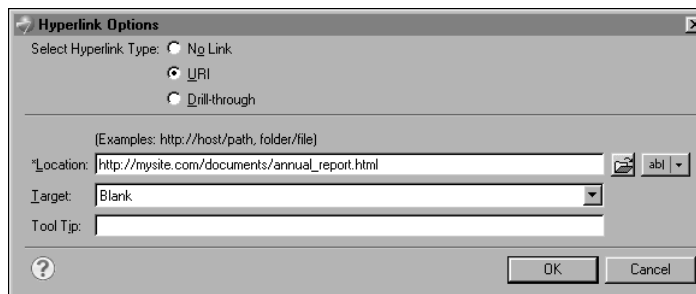 Hyperlink Options
Select Hyperlink Type: No Link
URI
Drill-through
(Examples: http://host/path, folder/file)
*Location: http://mysite.com/documents/annual_report.html ab|
Target: Blank
Tool Tip:
? OK Cancel